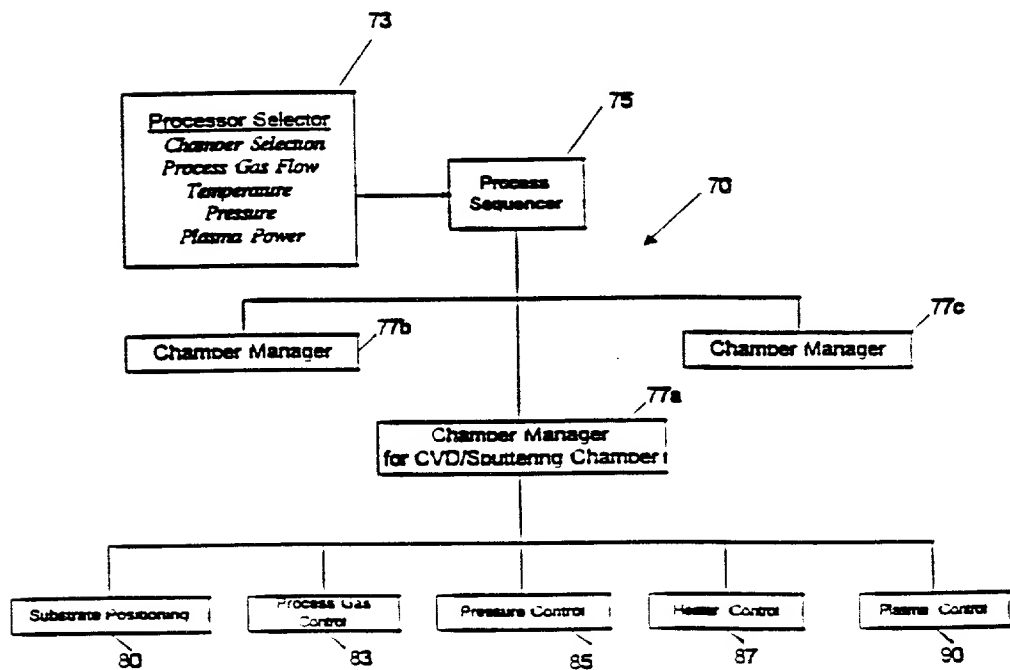 73
Processor Selector
Chamber Selection
Process Gas Flow
Temperature
Pressure
Plasma Power
75
Process
Sequencer
70
77b
Chamber Manager
77c
Chamber Manager
77a
Chamber Manager
for CVD/Sputtering Chamber
Substrate Positioning
Process Gas
Control
Pressure Control
Heater Control
Plasma Control
80
83
85
87
90